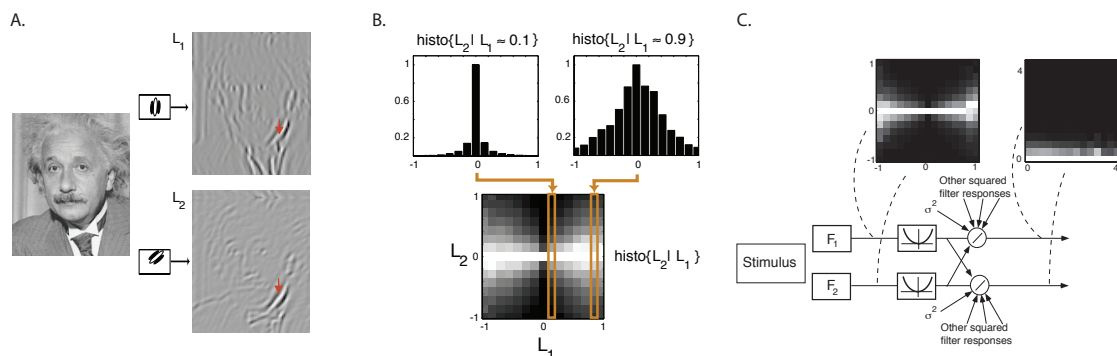 A.
L1
L2
B.
histo{L2| L1 ≈ 0.1}
histo{L2| L1 ≈ 0.9}
1
0.6
0.2
-1 0 1
1
0.6
0.2
-1 0 1
1
L2 0
-1
-1 0 1
L1
histo{L2| L1}
C.
1
0
-1
-1 0 1
4
0
0 4
Other squared
filter responses
σ2
Stimulus
F1
F2
σ2
Other squared
filter responses